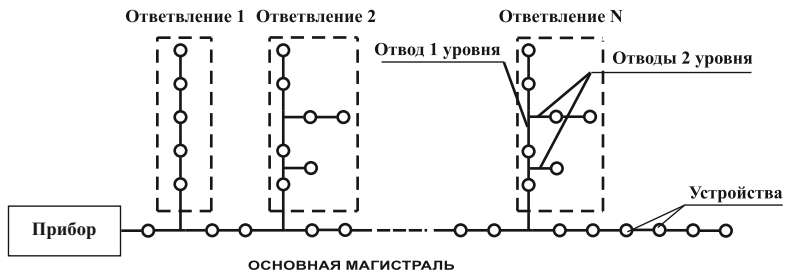 Ответвление 1
Ответвление 2
Ответвление N
Отвод 1 уровня
Отводы 2 уровня
Устройства
Прибор
ОСНОВНАЯ МАГИСТРАЛЬ